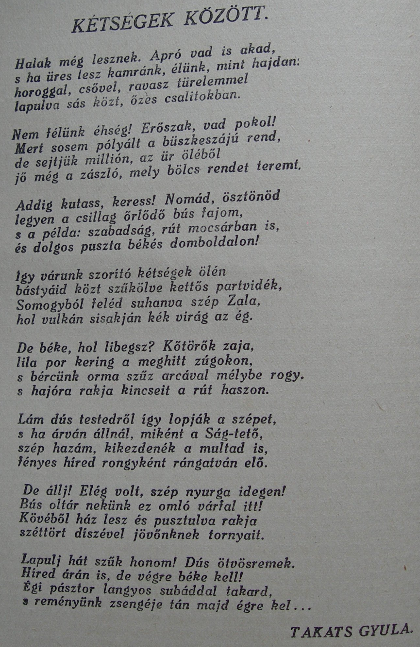 KÉTSÉGEK KÖZÖTT.
Halak még lesznek. Apró vad is akad,
s ha üres lesz kamránk, élünk, mint hajdan:
horoggal, csővel, ravasz türelemmel
lapulva sás közt, őzes csalitokban.
Nem félünk éhség! Erőszak, vad pokol!
Mert sosem pólyált a büszkeszájú rend,
de sejtjük millión, az űr öléből
jő még a zászló, mely bölcs rendet teremt.
Addig kutass, keress! Nomád, ösztönöd
legyen a csillag őrlődő bús fajom,
s a példa: szabadság, rút mocsárban is,
és dolgos puszta békés domboldalon!
Így várunk szorító kétségek ölén
bástyáid közt szűkölve kettős partvidék,
Somogyból feléd suhanva szép Zala,
hol vulkán sisakján kék virág az ég.
De béke, hol libegsz? Kőtörők zaja,
lila por kering a meghitt zúgokon,
s bércünk orma szűz arcával mélybe rogy.
s hajóra rakja kincseit a rút haszon.
Lám dús testedről így lopják a szépet,
s ha árván állnál, miként a Ság-tető,
szép hazám, kikezdenék a multad is,
fényes híred rongyként rángatván elő.
De állj! Elég volt, szép nyurga idegen!
Bús oltár nekünk ez omló várfal itt!
Kövéből ház lesz és pusztulva rakja
széttört díszével jövőnknek tornyait.
Lapulj hát szűk honom! Dús ötvösremek.
Híred árán is, de végre béke kell!
Égi pásztor langyos subáddal takard,
s reményünk zsengéje tán majd égre kel...
TAKATS GYULA.